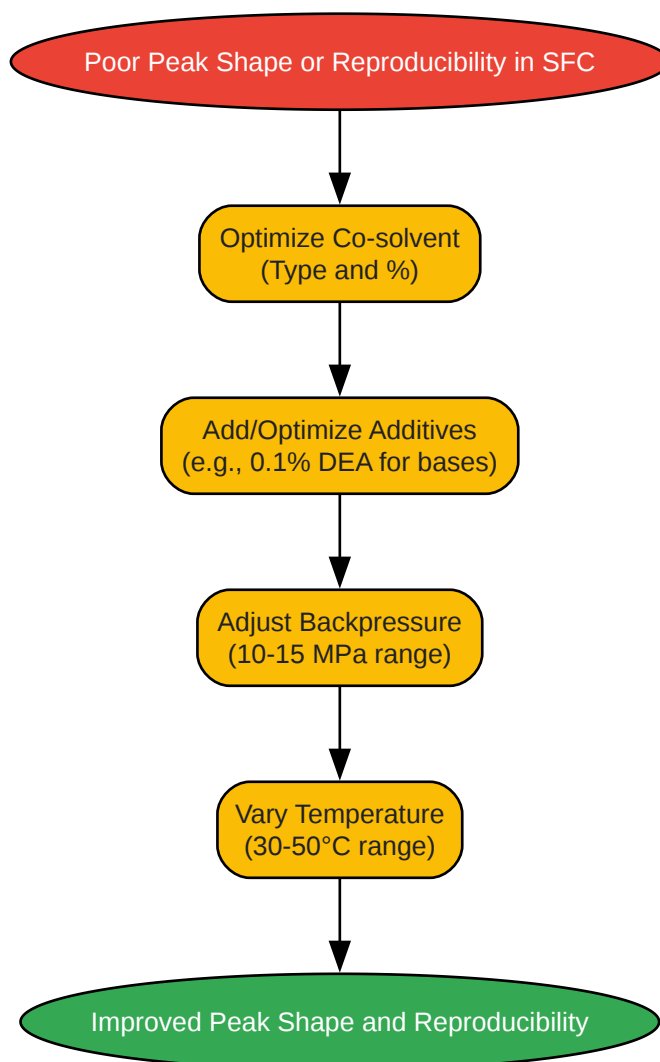 Poor Peak Shape or Reproducibility in SFC
Optimize Co-solvent
(Type and %)
Add/Optimize Additives
(e.g., 0.1% DEA for bases)
Adjust Backpressure
(10-15 MPa range)
Vary Temperature
(30-50°C range)
Improved Peak Shape and Reproducibility